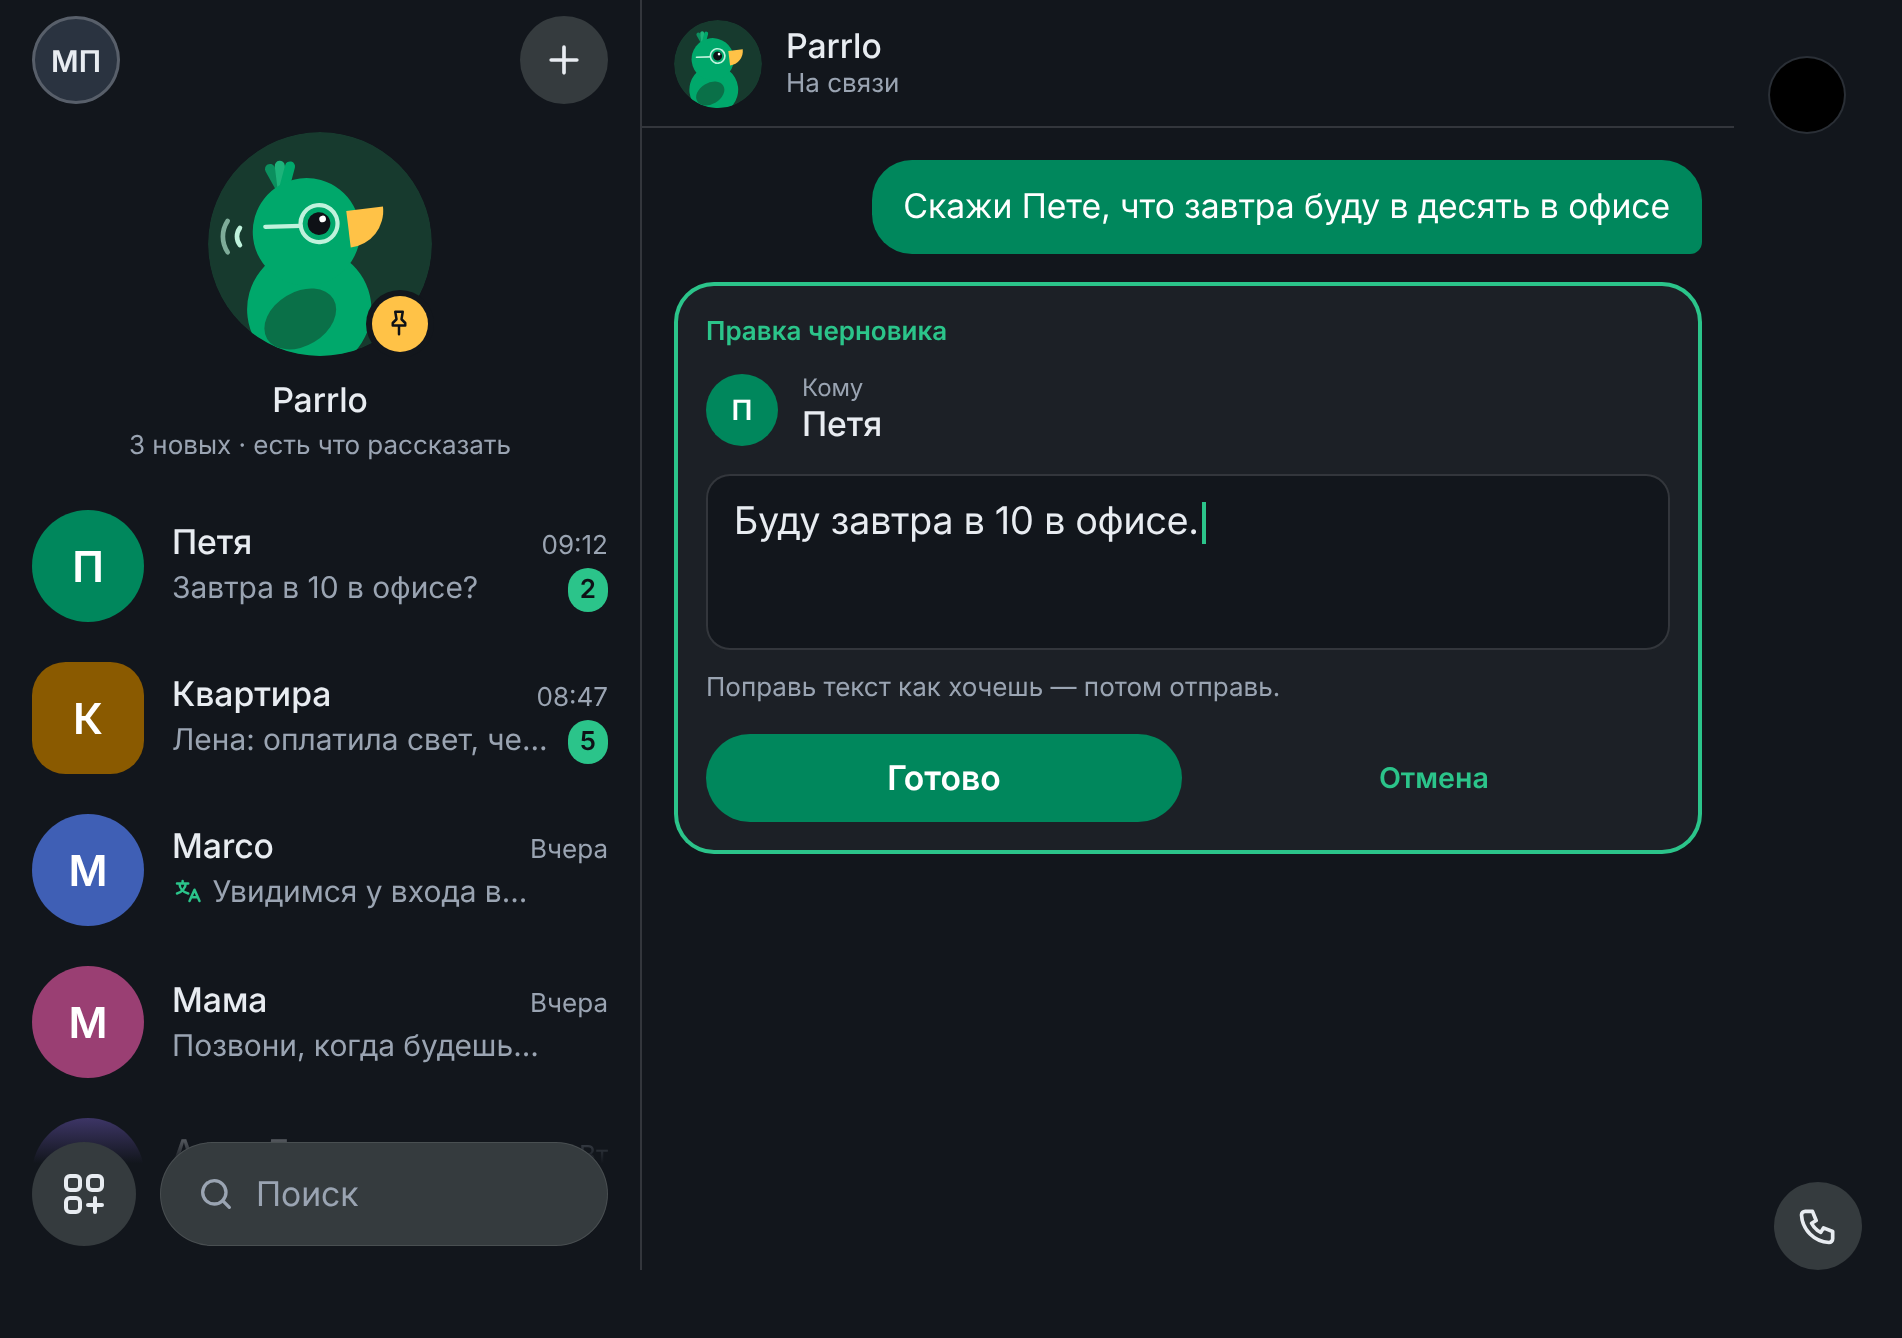 МП
Parrlo
3 новых · есть что рассказать
П
Петя
09:12
Завтра в 10 в офисе?
2
К
Квартира
08:47
Лена: оплатила свет, че...
5
М
Marco
Вчера
Увидимся у входа в...
М
Мама
Вчера
Позвони, когда будешь...
Поиск
Parrlo
На связи
Скажи Пете, что завтра буду в десять в офисе
Правка черновика
П
Кому
Петя
Буду завтра в 10 в офисе.
Поправь текст как хочешь — потом отправь.
Готово
Отмена